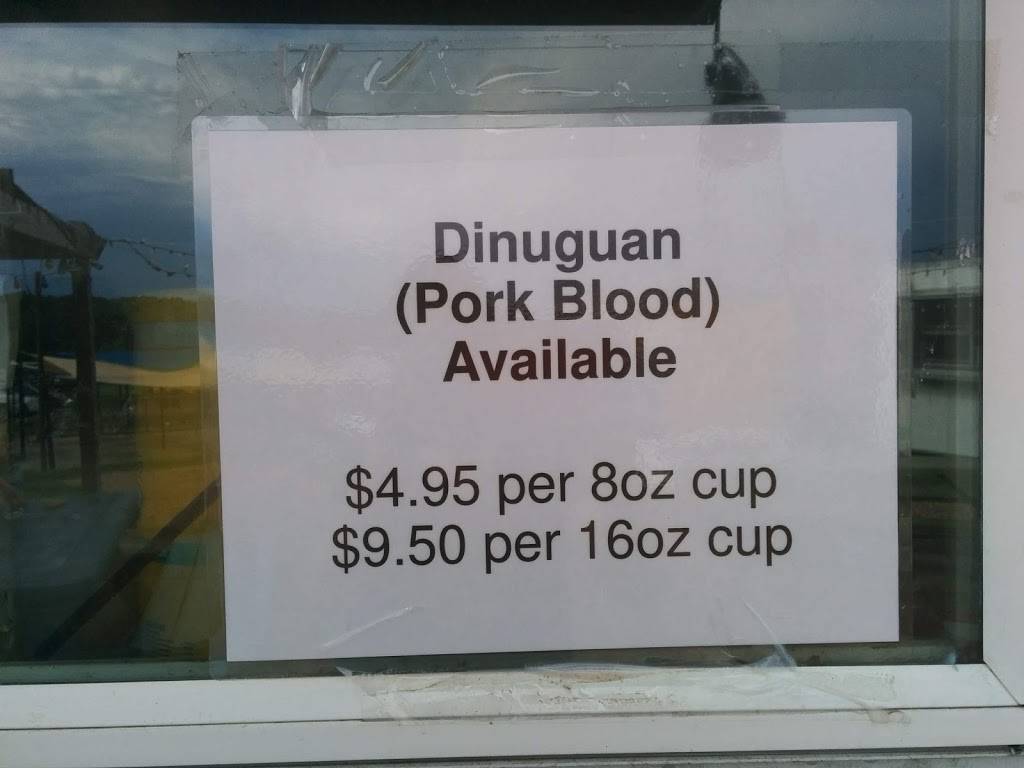 Dinuguan
(Pork Blood)
Available
$4.95 per 8oz cup
$9.50 per 16oz cup